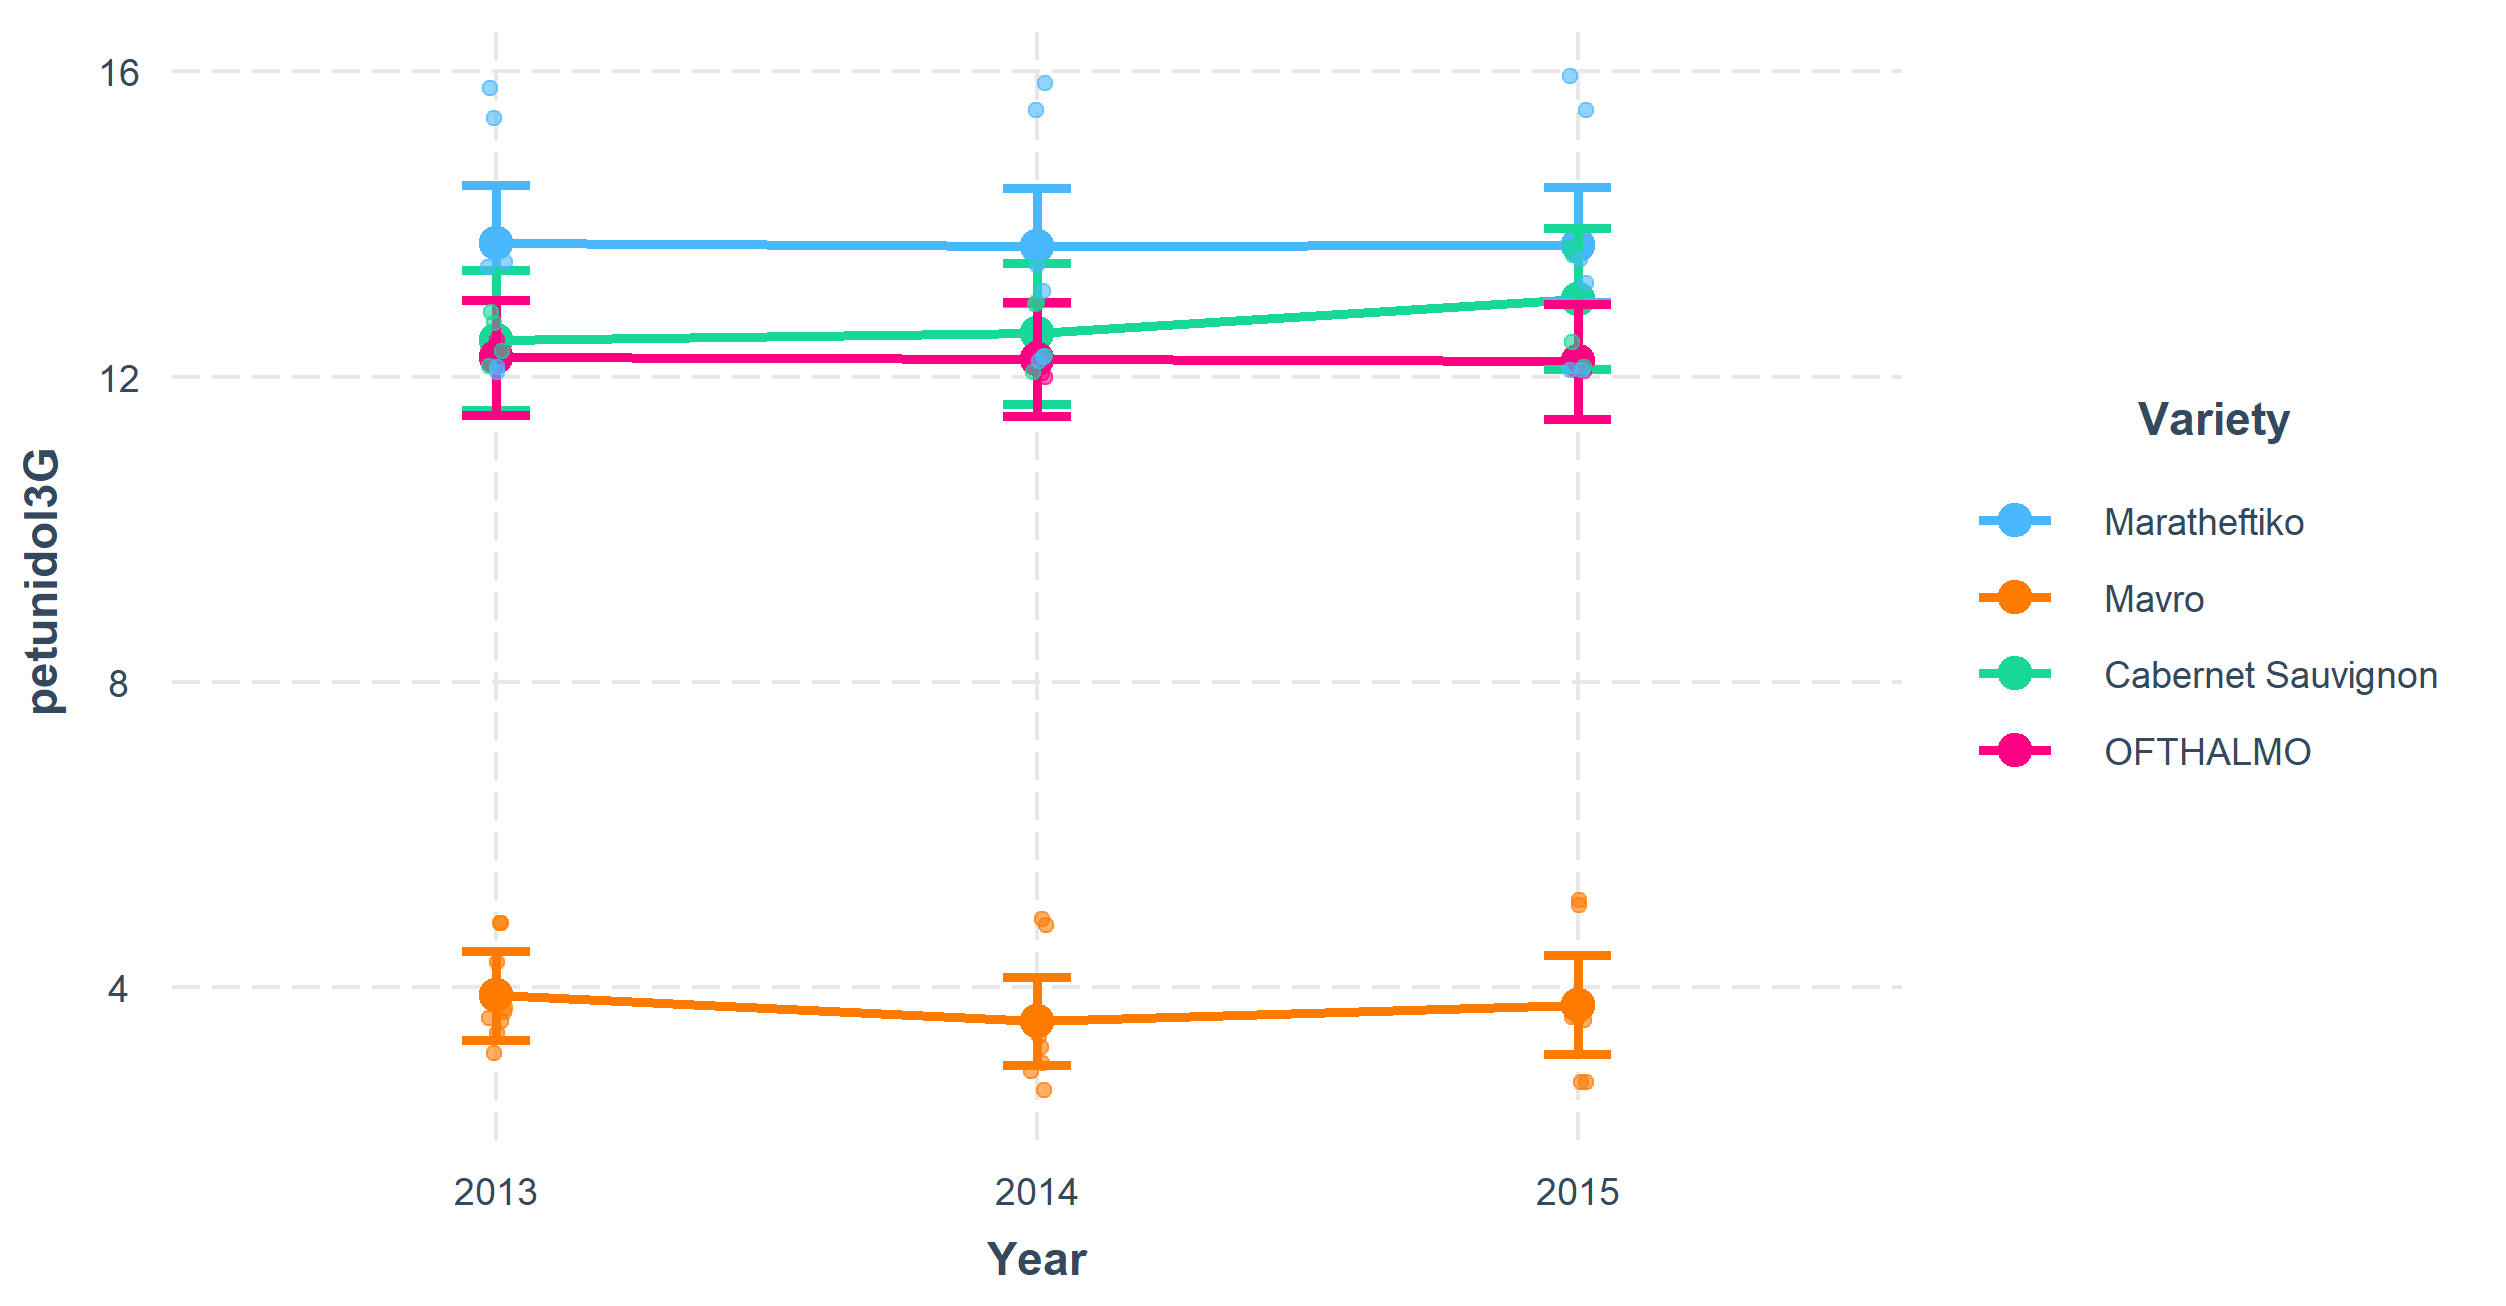 petunidol3G
16
12
8
4
2013
2014
2015
Year
Variety
Maratheftiko
Mavro
Cabernet Sauvignon
OFTHALMO